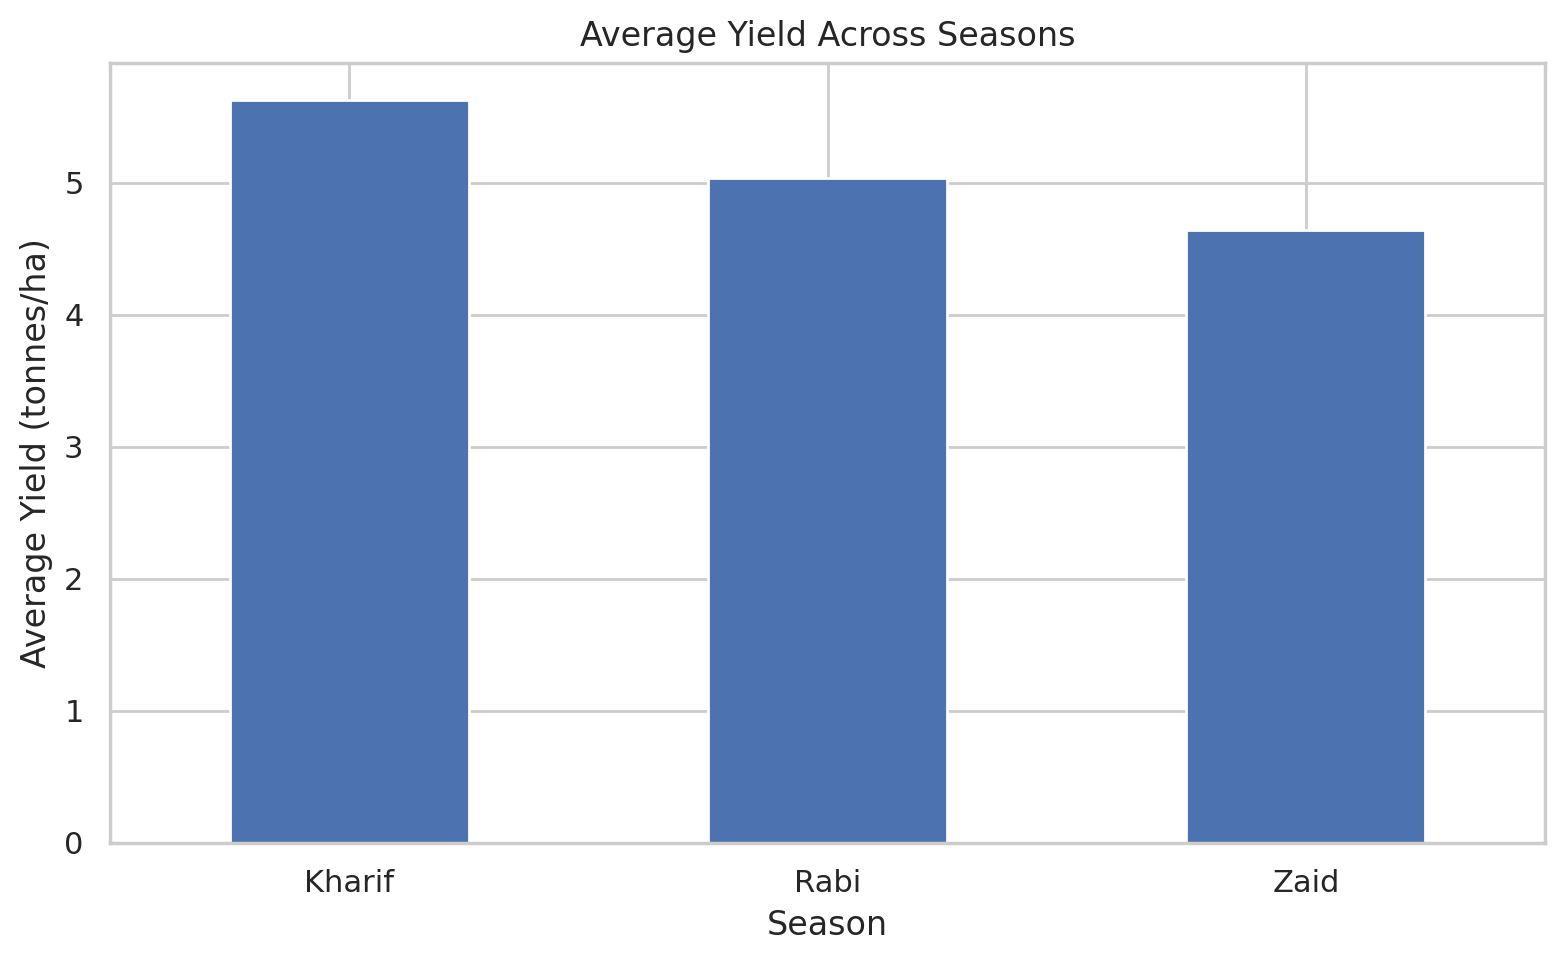 Average Yield Across Seasons
Average Yield (tonnes/ha)
5
4
3
2
1
0
Kharif
Rabi
Zaid
Season